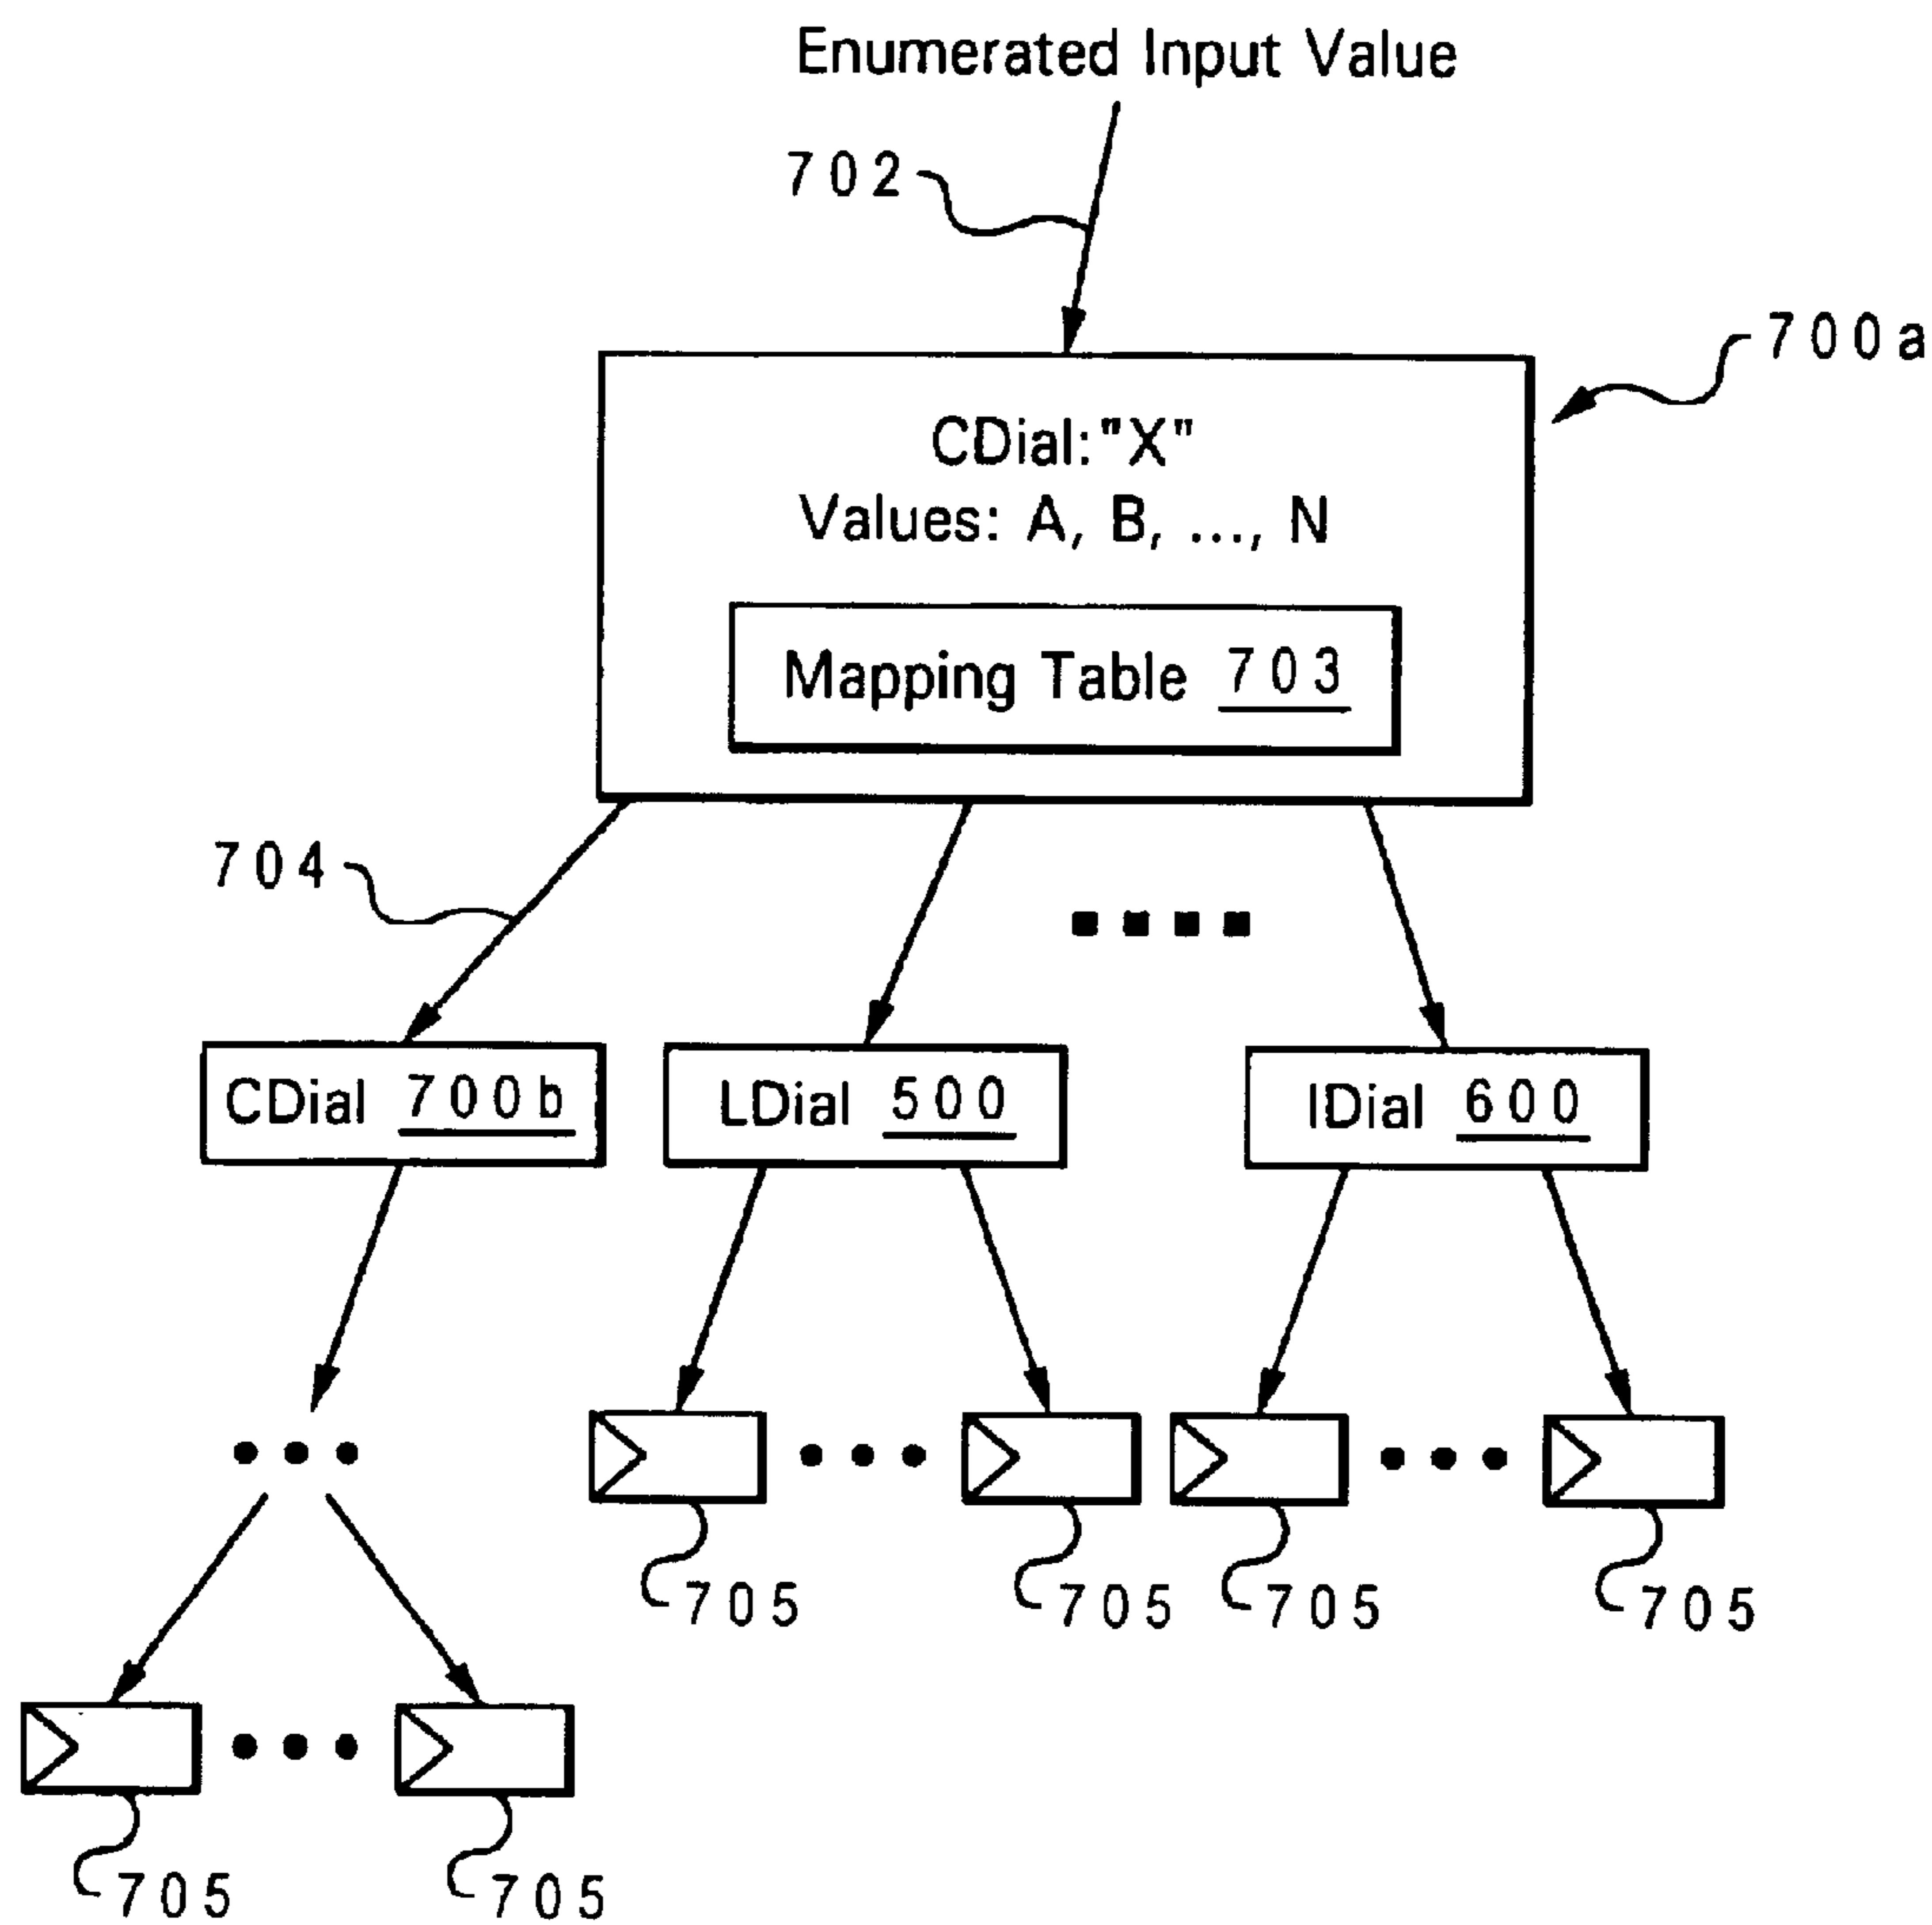 Enumerated Input Value
702
700a
CDial:"X"
Values: A, B, ..., N
Mapping Table 703
704
CDial 700b
LDial 500
IDial 600
705
705
705
705
705
705